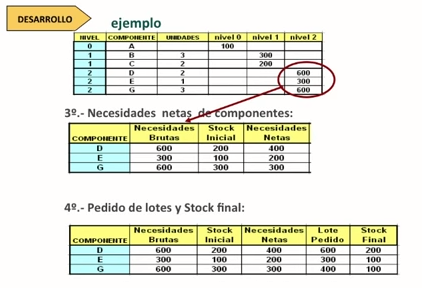 DESARROLLO
ejemplo
NIVEL COMPONENTE UNIDADES nivel 0 nivel 1 nivel 2
0 A 100
1 B 3 300
1 C 2 200
2 D 2 600
2 E 1 300
2 G 3 600
3º.- Necesidades netas de componentes:
COMPONENTE Necesidades Brutas Stock Inicial Necesidades Netas
D 600 200 400
E 300 100 200
G 600 300 300
4º.- Pedido de lotes y Stock final:
COMPONENTE Necesidades Brutas Stock Inicial Necesidades Netas Lote Pedido Stock Final
D 600 200 400 600 200
E 300 100 200 300 100
G 600 300 300 400 100